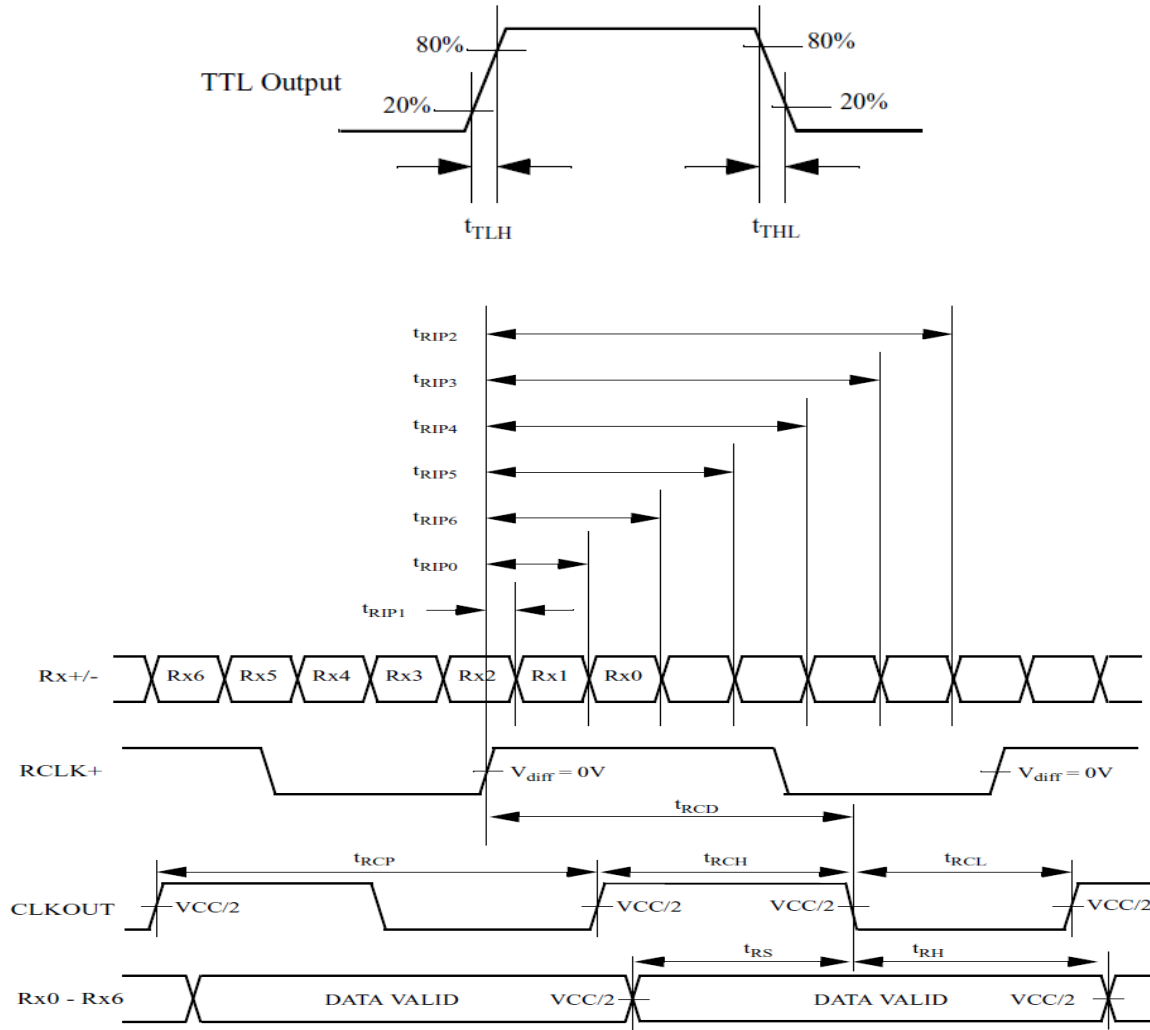 80% 80%
TTL Output
20% 20%
tTLH tTHL
tRIP2
tRIP3
tRIP4
tRIP5
tRIP6
tRIP0
tRIP1
Rx+/- Rx6 Rx5 Rx4 Rx3 Rx2 Rx1 Rx0
RCLK+ Vdiff = 0V Vdiff = 0V
tRCD
tRCP tRCH tRCL
CLKOUT VCC/2 VCC/2 VCC/2 VCC/2
tRS tRH
Rx0 - Rx6 DATA VALID VCC/2 DATA VALID VCC/2